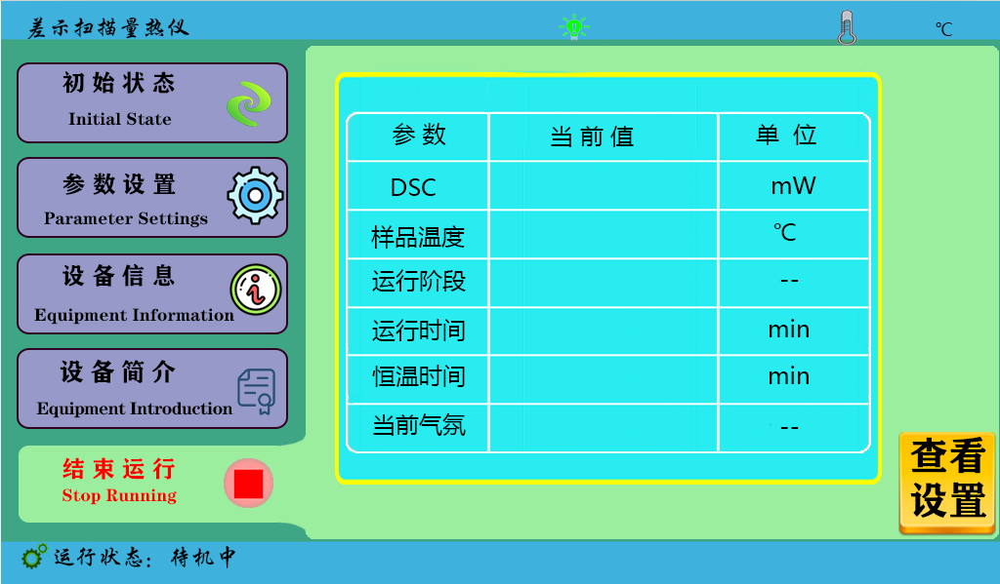 差示扫描量热仪
℃
初始状态
Initial State
参数设置
Parameter Settings
设备信息
Equipment Information
设备简介
Equipment Introduction
结束运行
Stop Running
参数 当前值 单位
DSC mW
样品温度 ℃
运行阶段 --
运行时间 min
恒温时间 min
当前气氛 --
查看
设置
运行状态：待机中